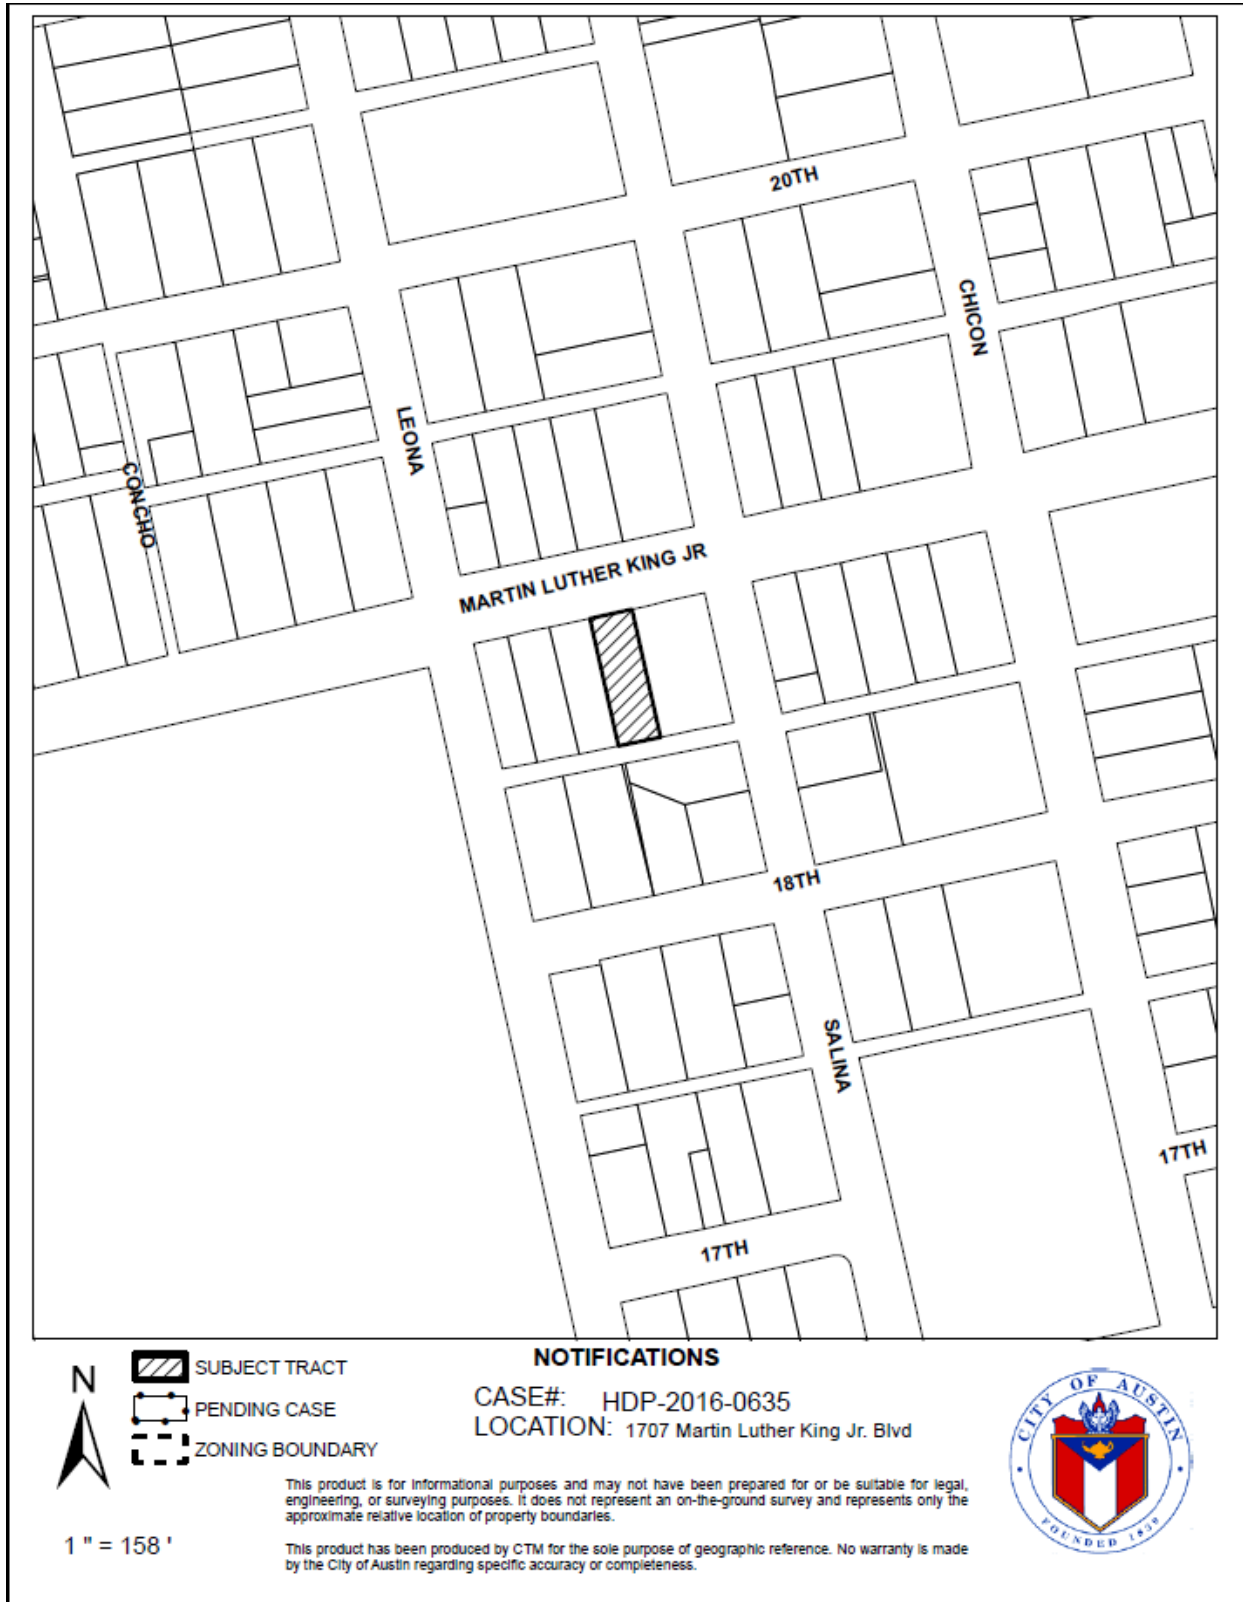 20TH
CHICON
LEONA
CONCHO
MARTIN LUTHER KING JR
18TH
SALINA
17TH
17TH
N
SUBJECT TRACT
PENDING CASE
ZONING BOUNDARY
1 " = 158 '
NOTIFICATIONS
CASE#: HDP-2016-0635
LOCATION: 1707 Martin Luther King Jr. Blvd
This product is for informational purposes and may not have been prepared for or be suitable for legal,
engineering, or surveying purposes. It does not represent an on-the-ground survey and represents only the
approximate relative location of property boundaries.
This product has been produced by CTM for the sole purpose of geographic reference. No warranty is made
by the City of Austin regarding specific accuracy or completeness.
CITY OF AUSTIN
FOUNDED 1839